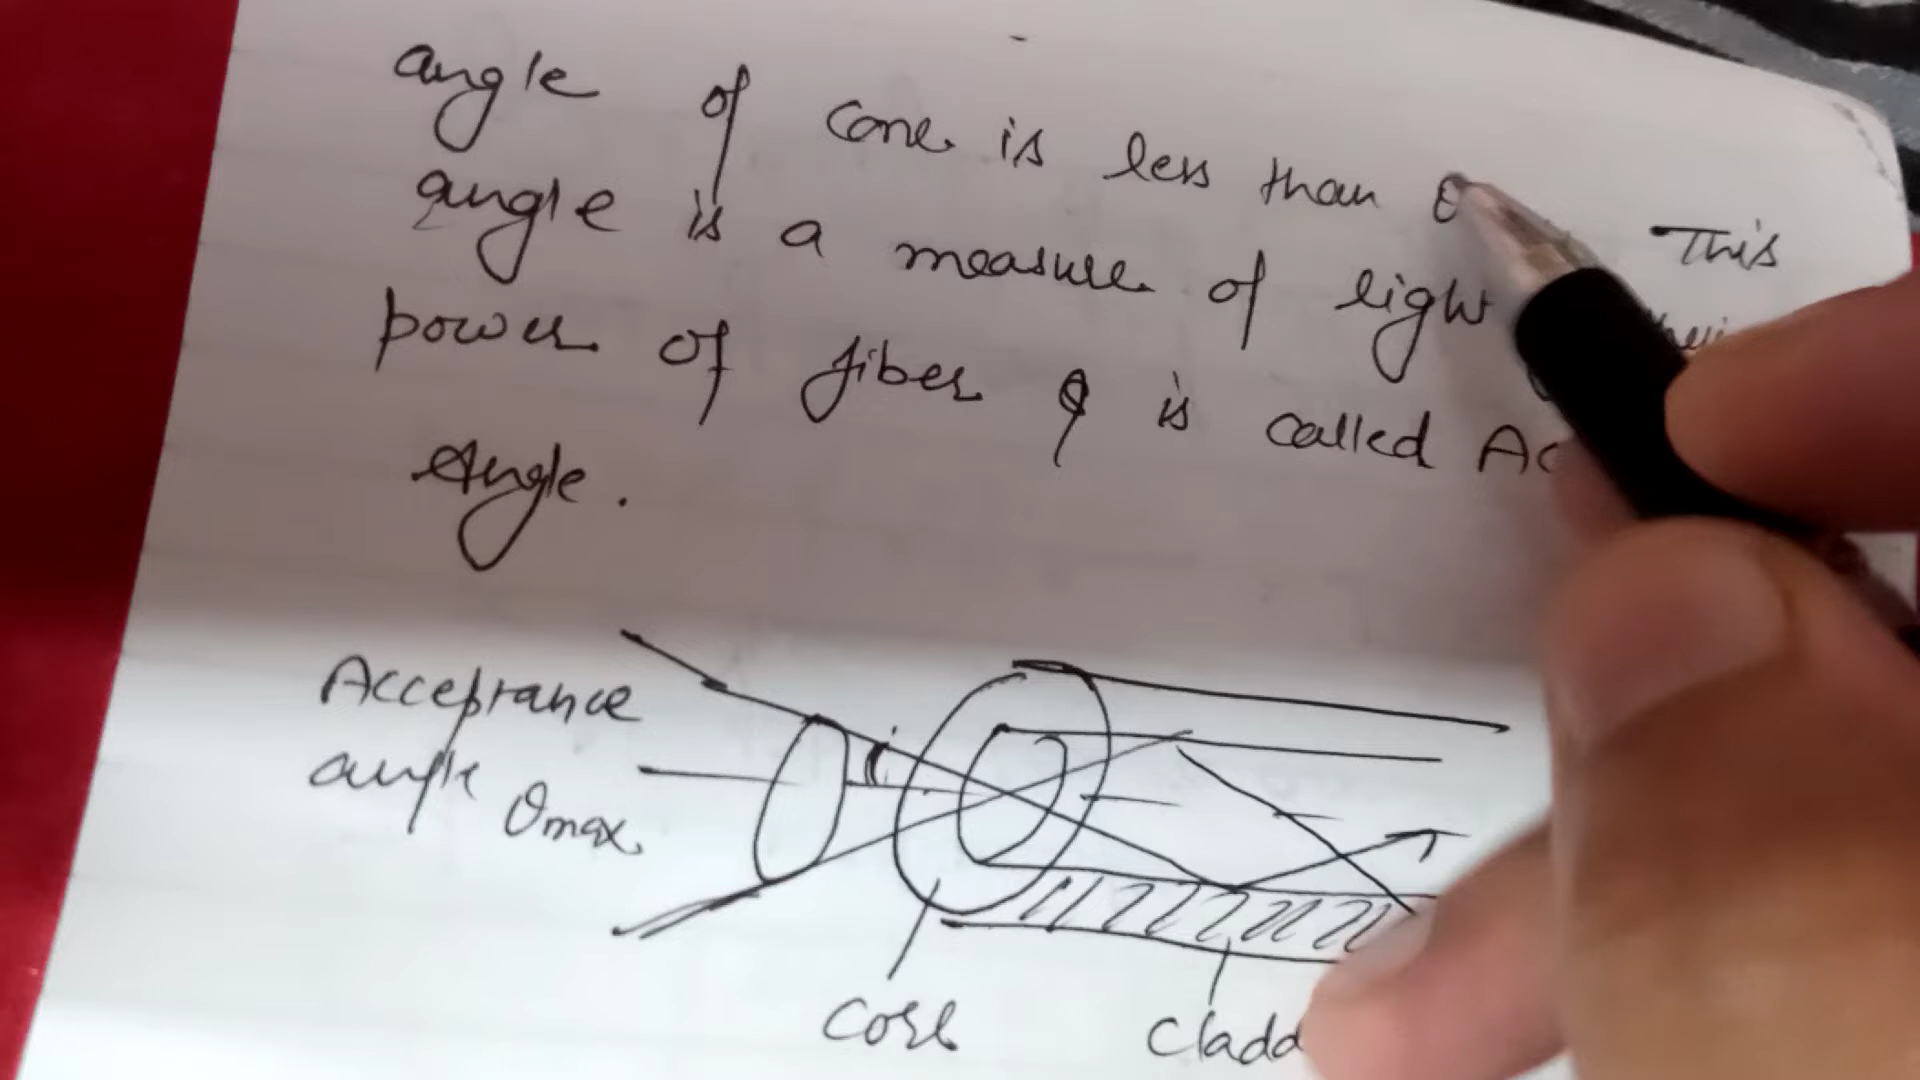 angle of cone is less than θ This
angle is a measure of light
power of fiber & is called Ac
Angle.
Acceptance
angle θmax
Core
Cladd